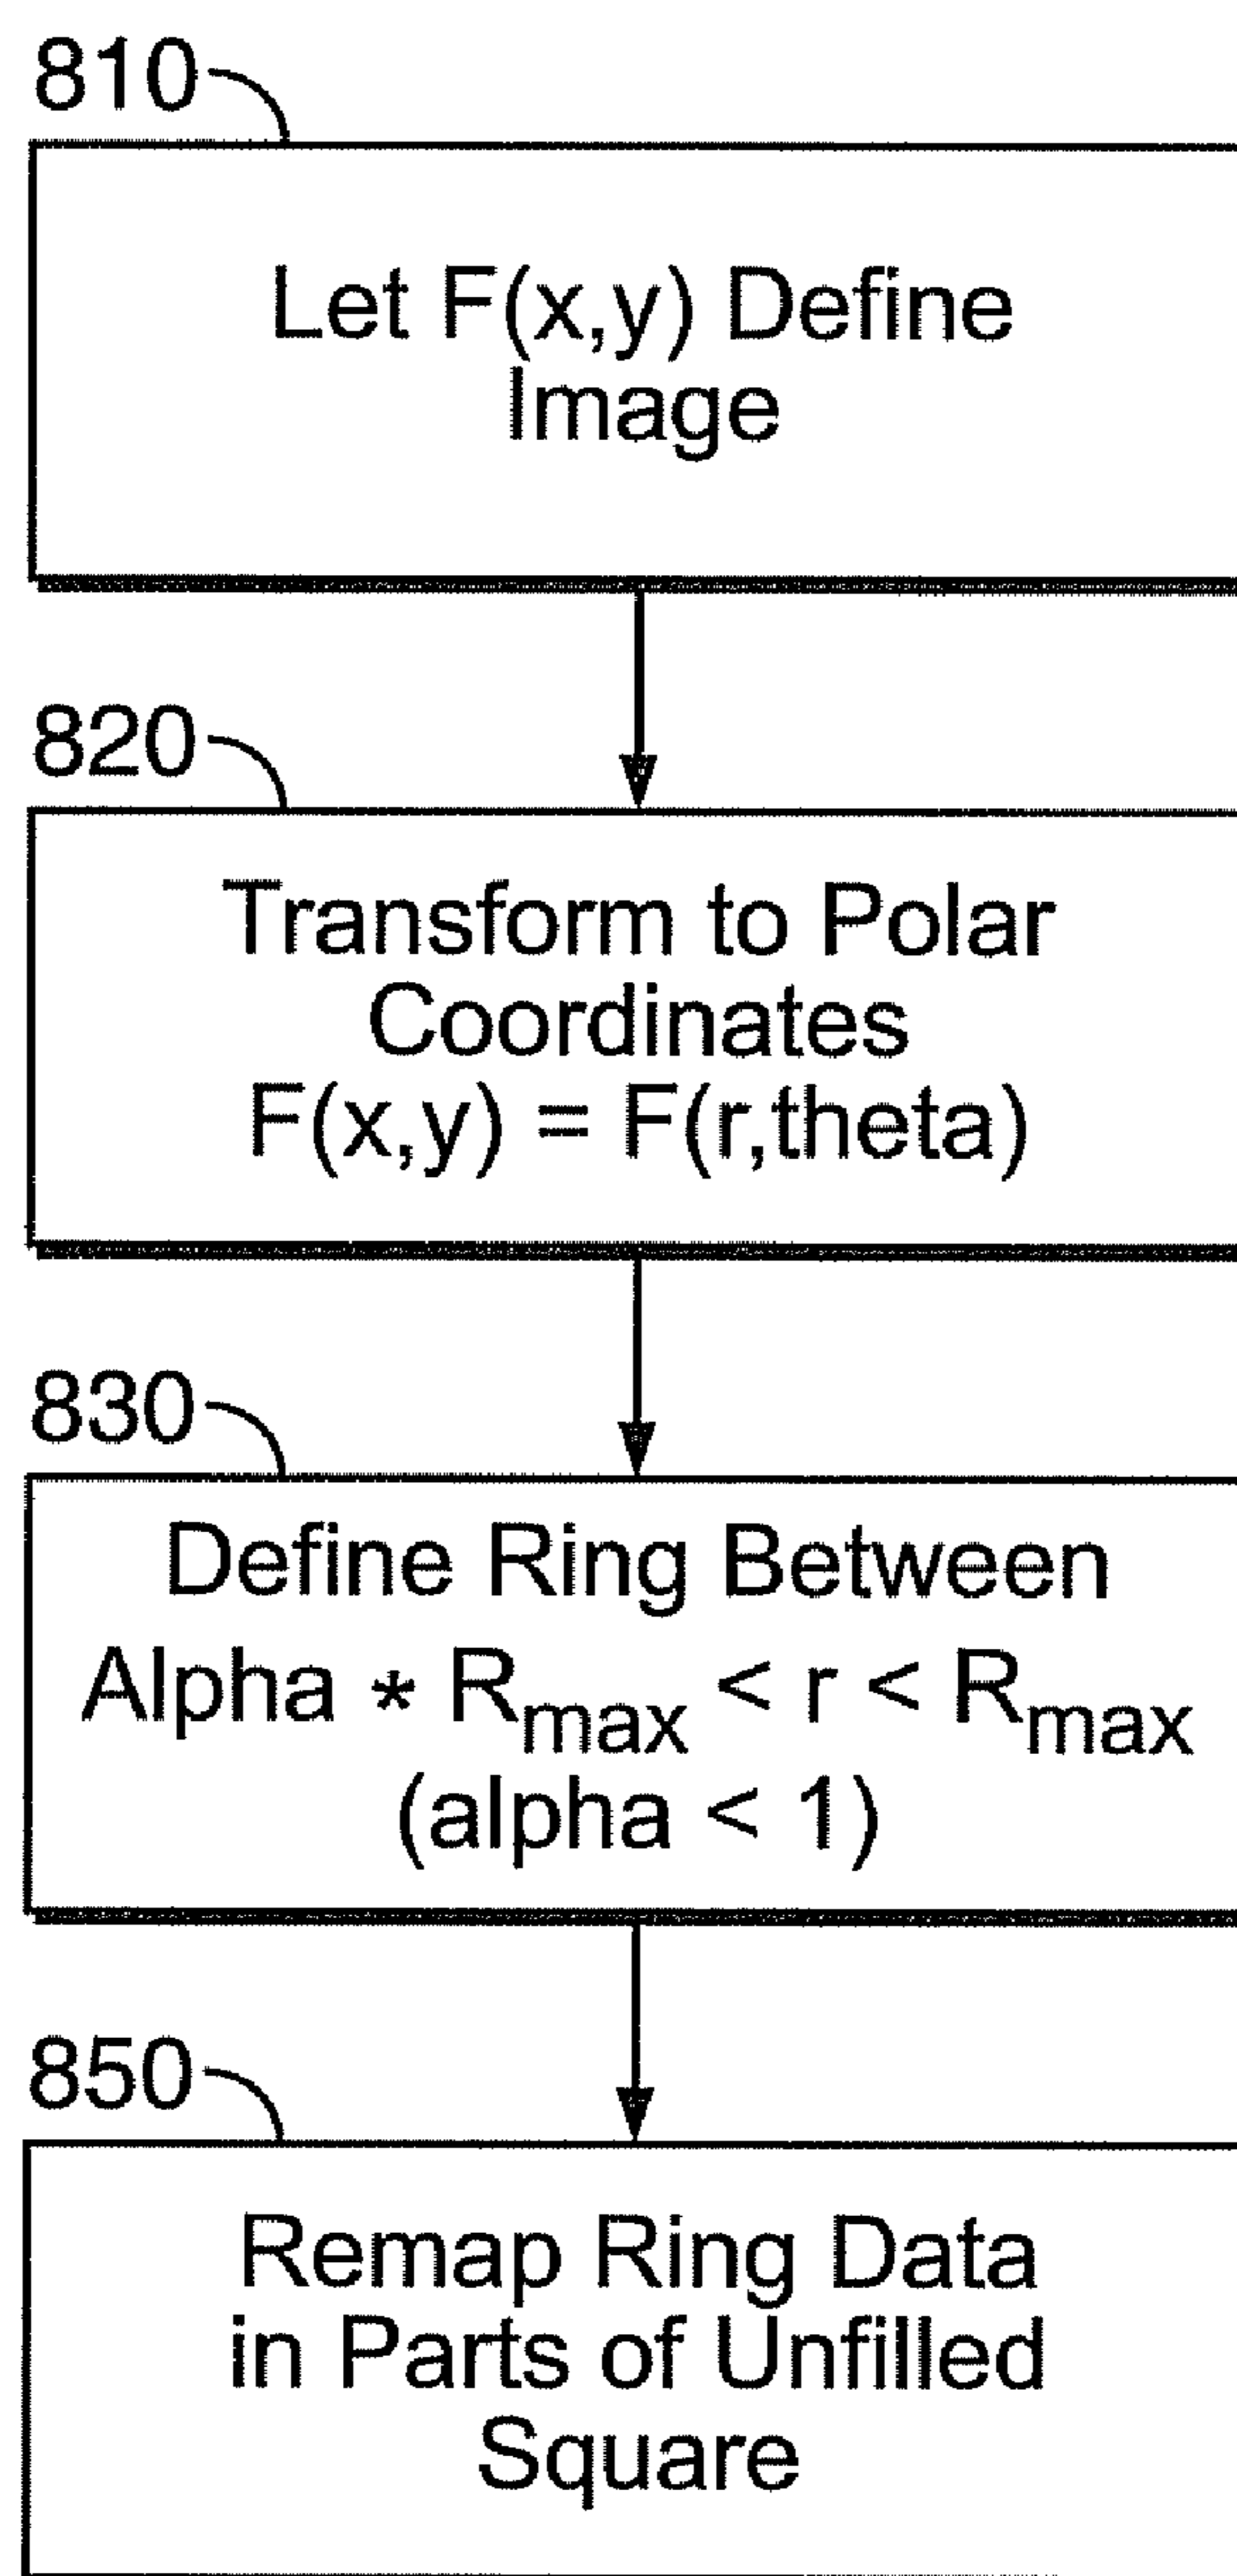 810
Let F(x,y) Define
Image
820
Transform to Polar
Coordinates
F(x,y) = F(r,theta)
830
Define Ring Between
Alpha * Rmax < r < Rmax
(alpha < 1)
850
Remap Ring Data
in Parts of Unfilled
Square